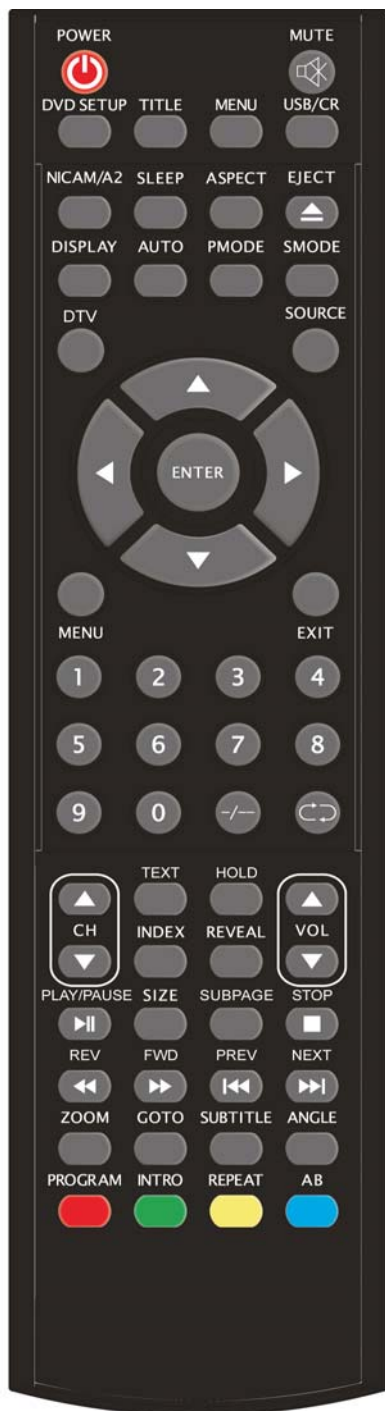 POWER MUTE
DVD SETUP TITLE MENU USB/CR
NICAM/A2 SLEEP ASPECT EJECT
DISPLAY AUTO PMODE SMODE
DTV SOURCE
ENTER
MENU EXIT
1 2 3 4
5 6 7 8
9 0 -/--
TEXT HOLD
CH INDEX REVEAL VOL
PLAY/PAUSE SIZE SUBPAGE STOP
REV FWD PREV NEXT
ZOOM GOTO SUBTITLE ANGLE
PROGRAM INTRO REPEAT AB